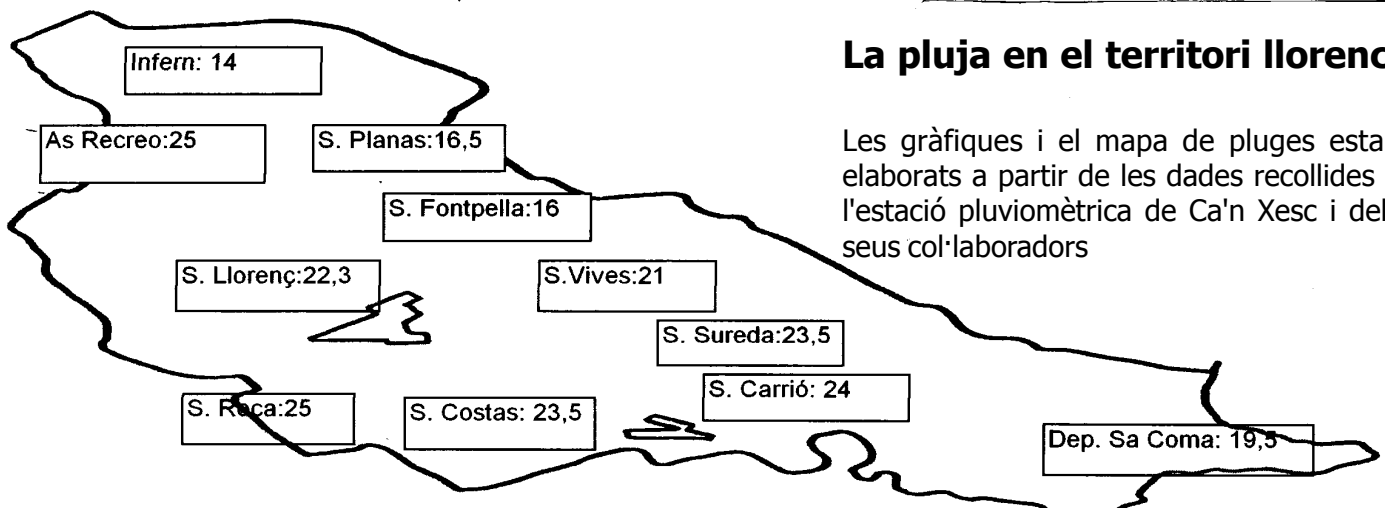 La pluja en el territori llorenc
Les gràfiques i el mapa de pluges esta
elaborats a partir de les dades recollides
l'estació pluviomètrica de Ca'n Xesc i del
seus col·laboradors
Infern: 14
As Recreo:25
S. Planas:16,5
S. Fontpella:16
S. Llorenç:22,3
S.Vives:21
S. Sureda:23,5
S. Carrió: 24
S. Roca:25
S. Costas: 23,5
Dep. Sa Coma: 19,5